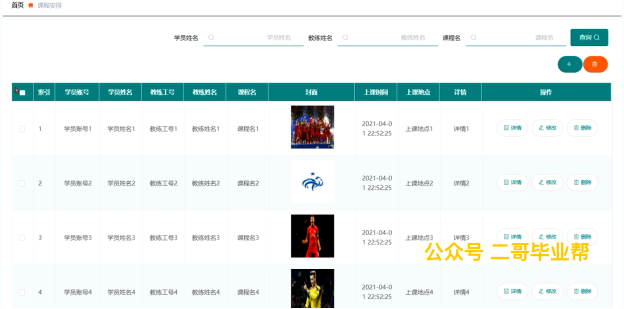 首页 课程安排
学员姓名 学员姓名 教练姓名 教练姓名 课程名 课程名 查询
+
索引 学员账号 学员姓名 教练工号 教练姓名 课程名 封面 上课时间 上课地点 详情 操作
1 学员账号1 学员姓名1 教练工号1 教练姓名1 课程名1 2021-04-01 22:52:25 上课地点1 详情1 详情 修改 删除
2 学员账号2 学员姓名2 教练工号2 教练姓名2 课程名2 2021-04-01 22:52:25 上课地点2 详情2 详情 修改 删除
3 学员账号3 学员姓名3 教练工号3 教练姓名3 课程名3 2021-04-01 22:52:25 上课地点3 详情3 详情 修改 删除
公众号 二哥毕业帮
4 学员账号4 学员姓名4 教练工号4 教练姓名4 课程名4 2021-04-01 22:52:25 上课地点4 详情4 详情 修改 删除